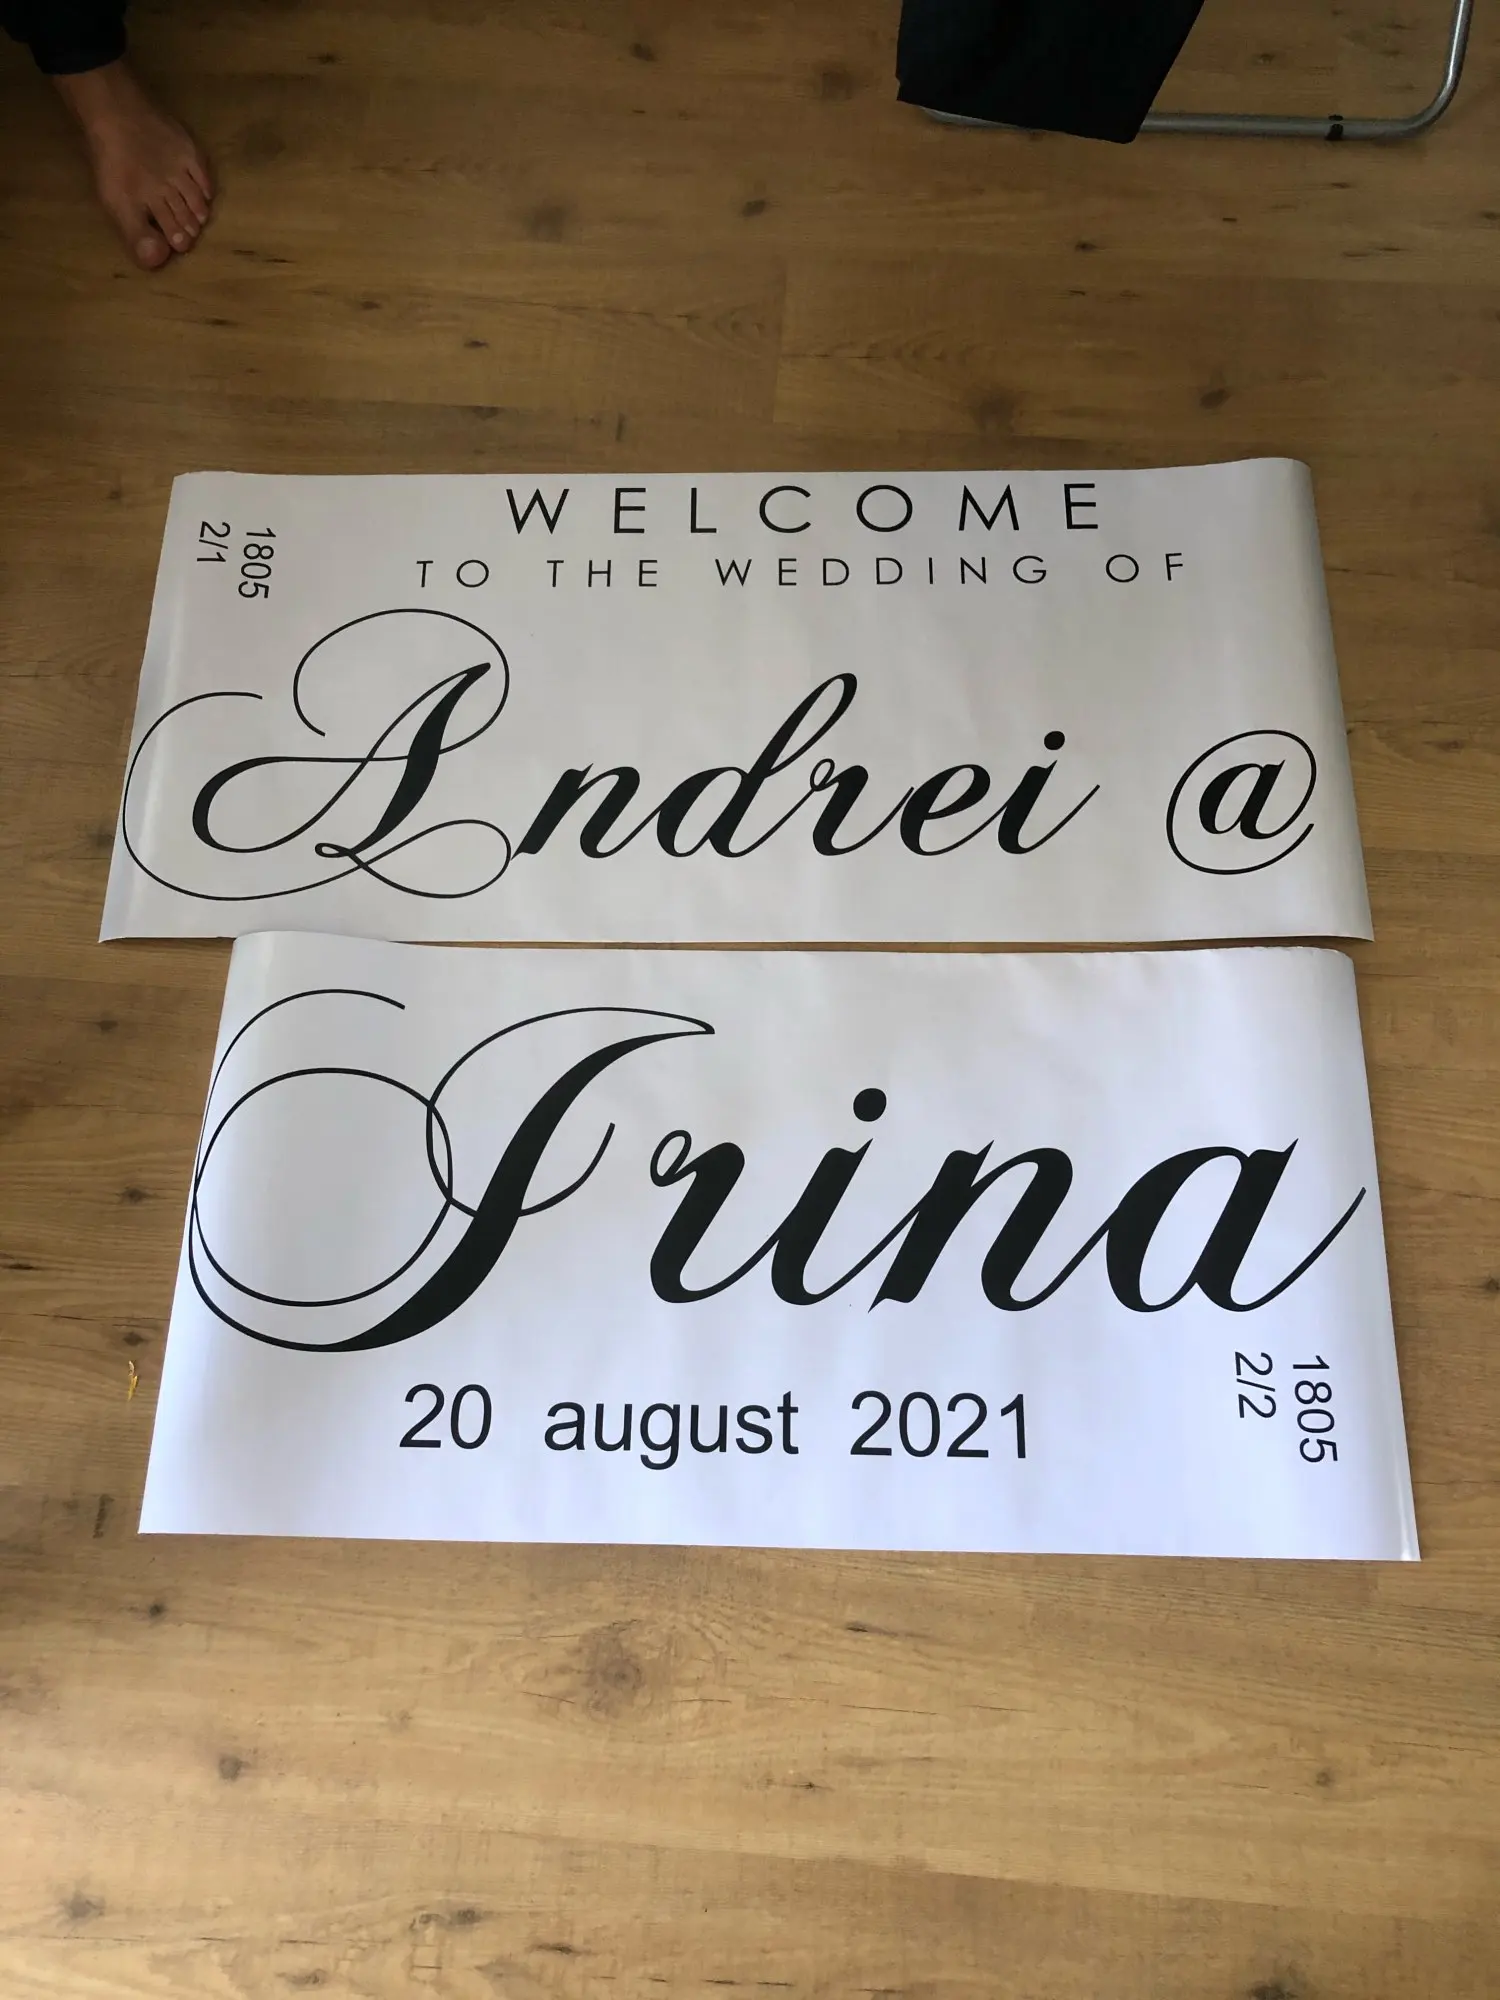 WELCOME
TO THE WEDDING OF
1805
2/1
Andrei @
Irina
20 august 2021
1805
2/2